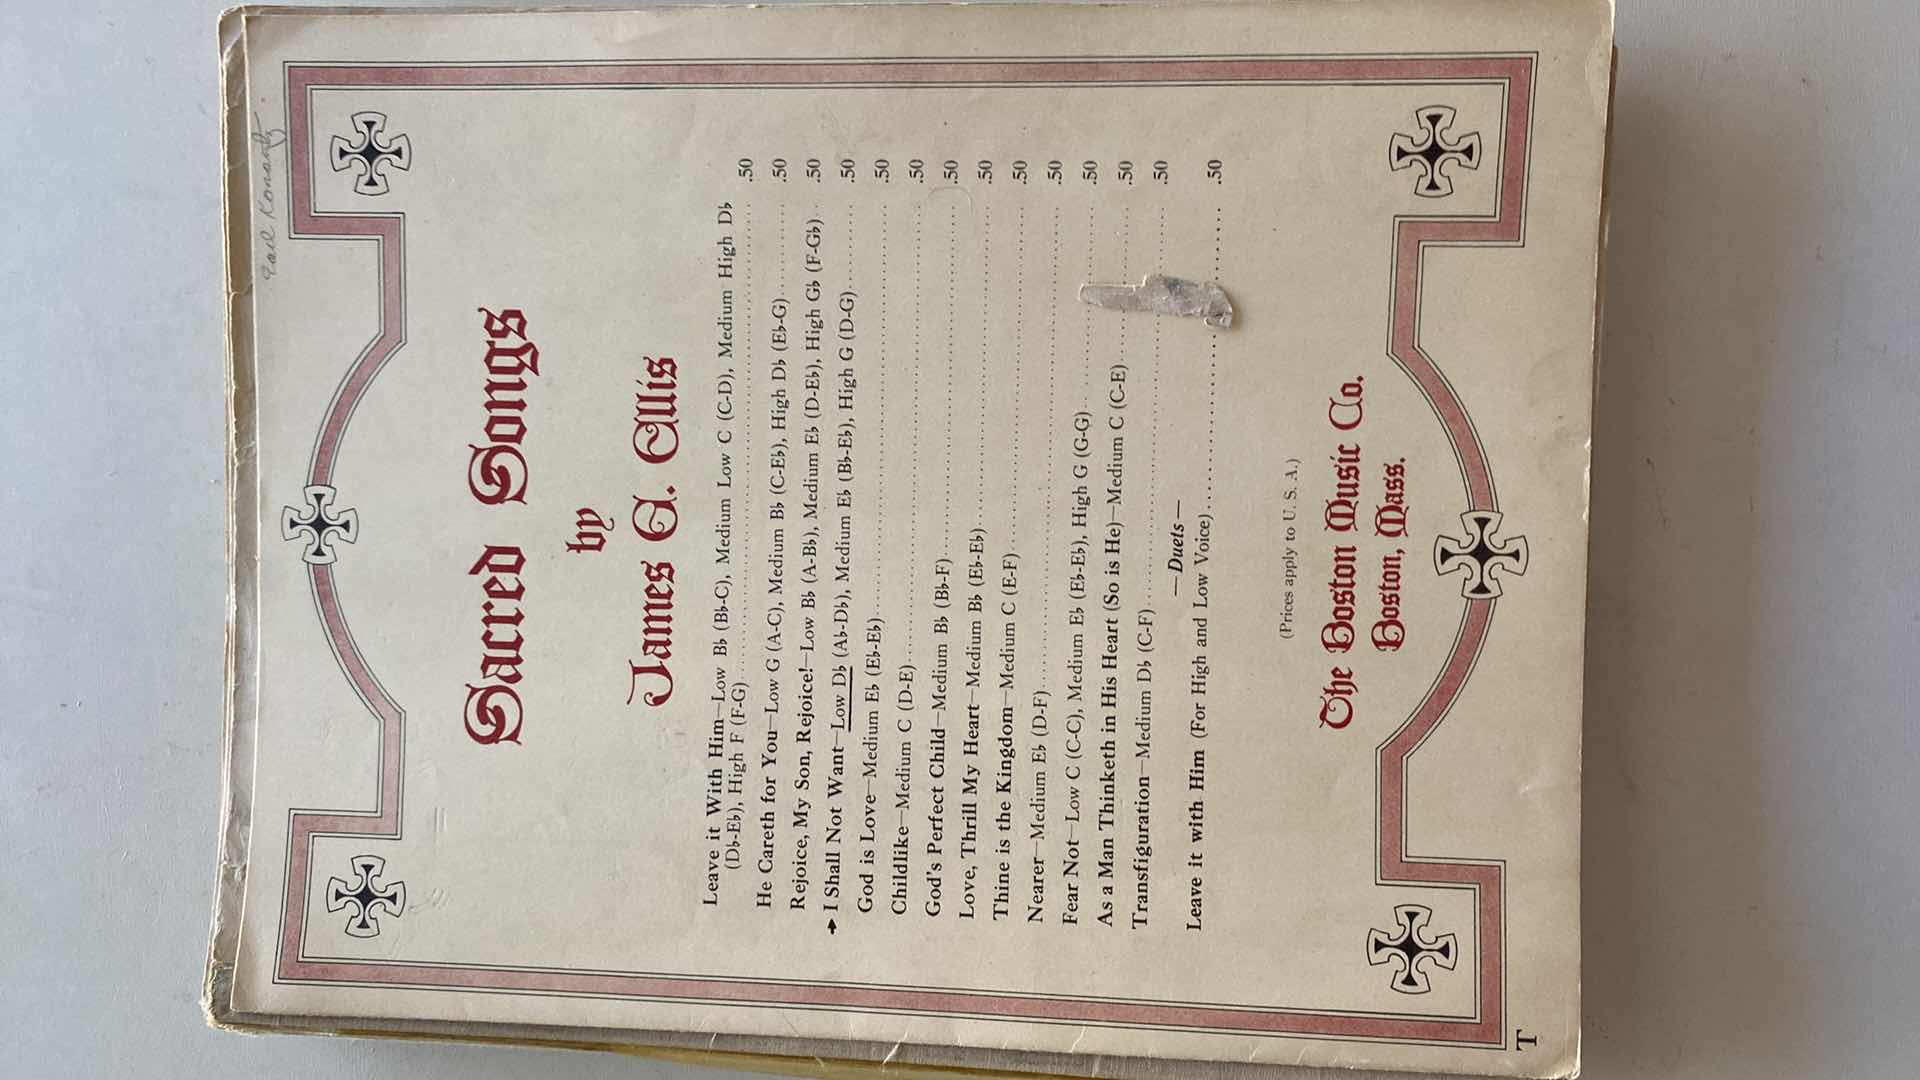 Earl
Sacred Songs
by
James G. Ellis
Leave it With Him—Low B♭ (B♭-C), Medium Low C (C-D), Medium High D♭
(D♭-E♭), High F (F-G) .50
He Careth for You—Low G (A-C), Medium B♭ (C-E♭), High D♭ (E♭-G) .50
Rejoice, My Son, Rejoice!—Low B♭ (A-B♭), Medium E♭ (D-E♭), High G♭ (F-G♭) .50
➔ I Shall Not Want—Low D♭ (A♭-D♭), Medium E♭ (B♭-E♭), High G (D-G) .50
God is Love—Medium E♭ (E♭-E♭) .50
Childlike—Medium C (D-E) .50
God's Perfect Child—Medium B♭ (B♭-F) .50
Love, Thrill My Heart—Medium B♭ (E♭-E♭) .50
Thine is the Kingdom—Medium C (E-F) .50
Nearer—Medium E♭ (D-F) .50
Fear Not—Low C (C-C), Medium E♭ (E♭-E♭), High G (G-G) .50
As a Man Thinketh in His Heart (So is He)—Medium C (C-E) .50
Transfiguration—Medium D♭ (C-F) .50
—Duets—
Leave it with Him (For High and Low Voice) .50
(Prices apply to U. S. A.)
The Boston Music Co.
Boston, Mass.
T